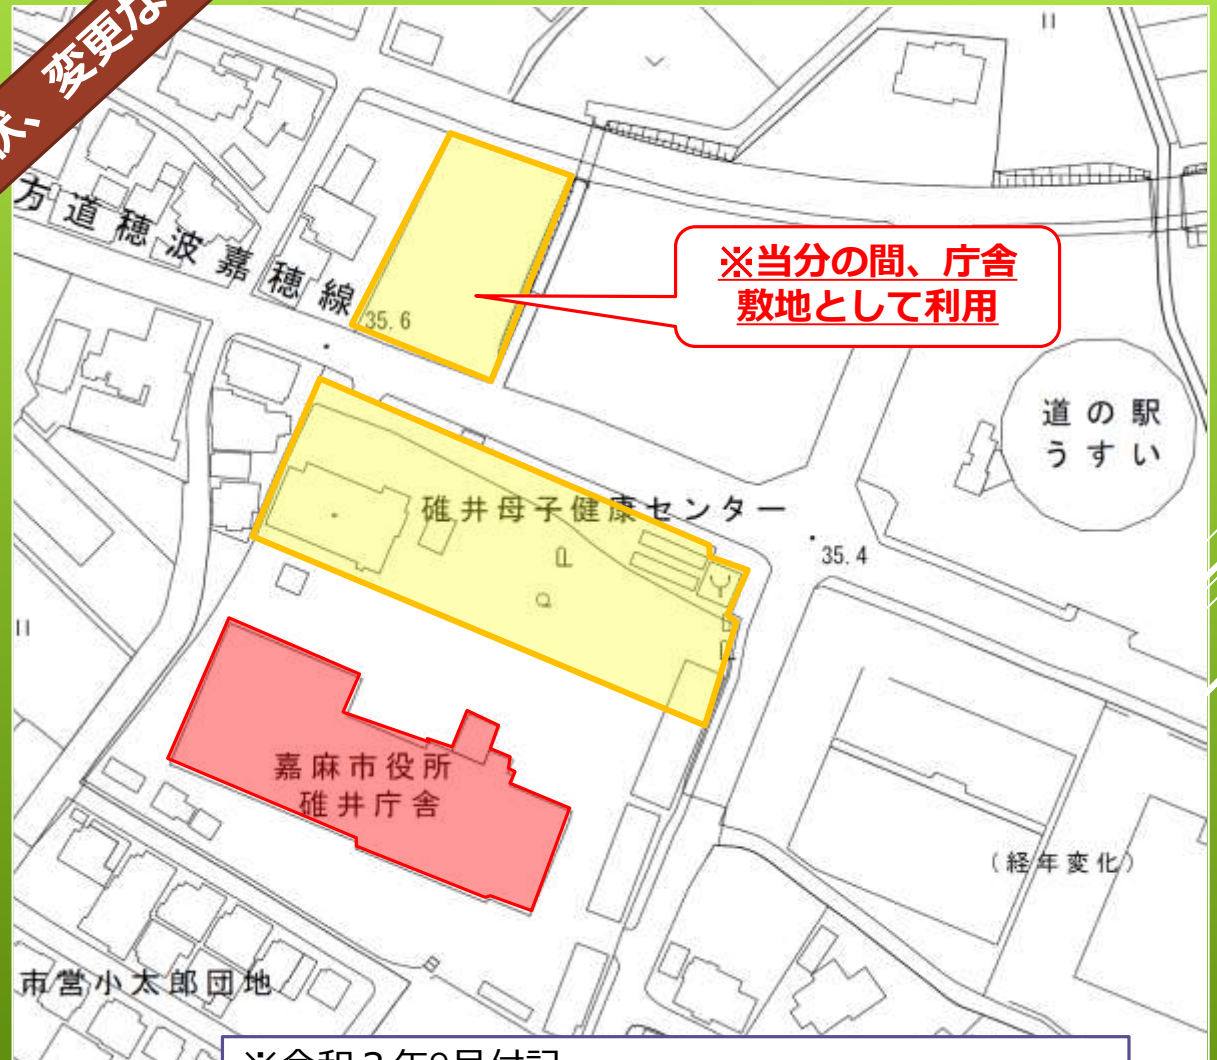 状、変更な
方道穂波嘉穂線
35.6
※当分の間、庁舎
敷地として利用
道の駅
うすい
碓井母子健康センター
35.4
嘉麻市役所
碓井庁舎
(経年変化)
市営小太郎団地